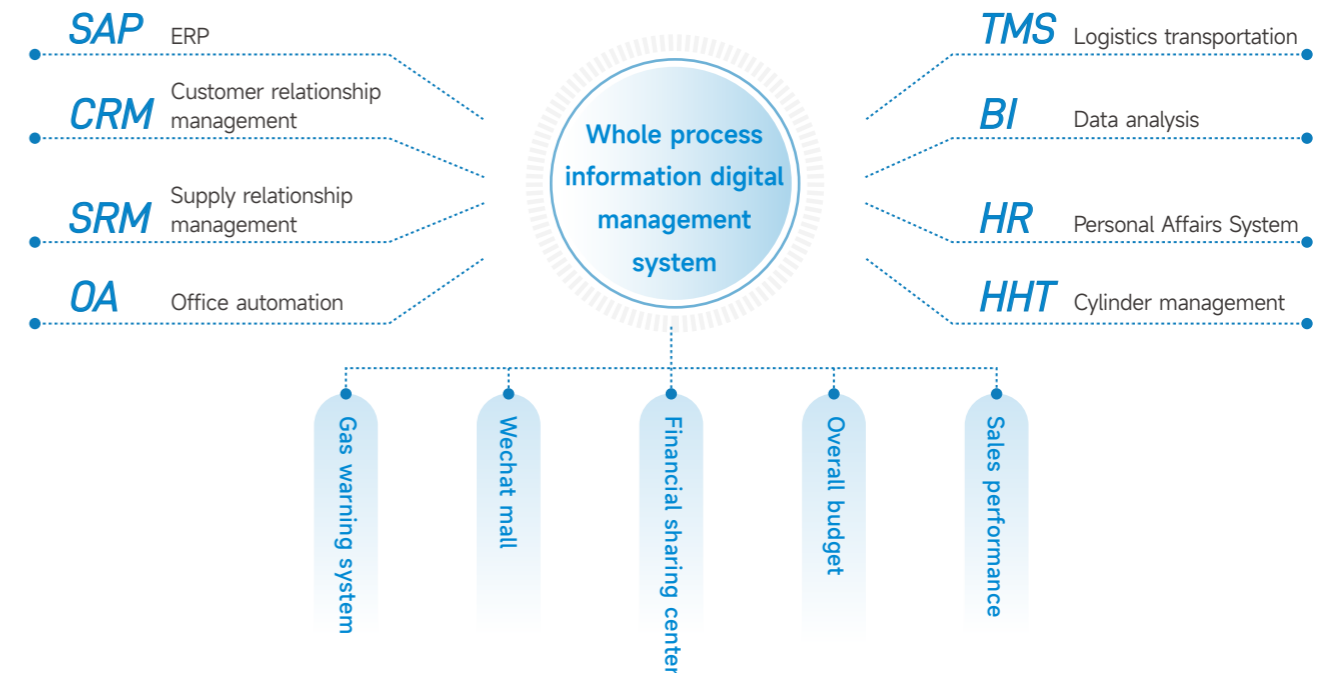 SAP ERP
CRM Customer relationship
management
SRM Supply relationship
management
OA Office automation
Whole process
information digital
management
system
TMS Logistics transportation
BI Data analysis
HR Personal Affairs System
HHT Cylinder management
Gas warning system
Wechat mall
Financial sharing center
Overall budget
Sales performance